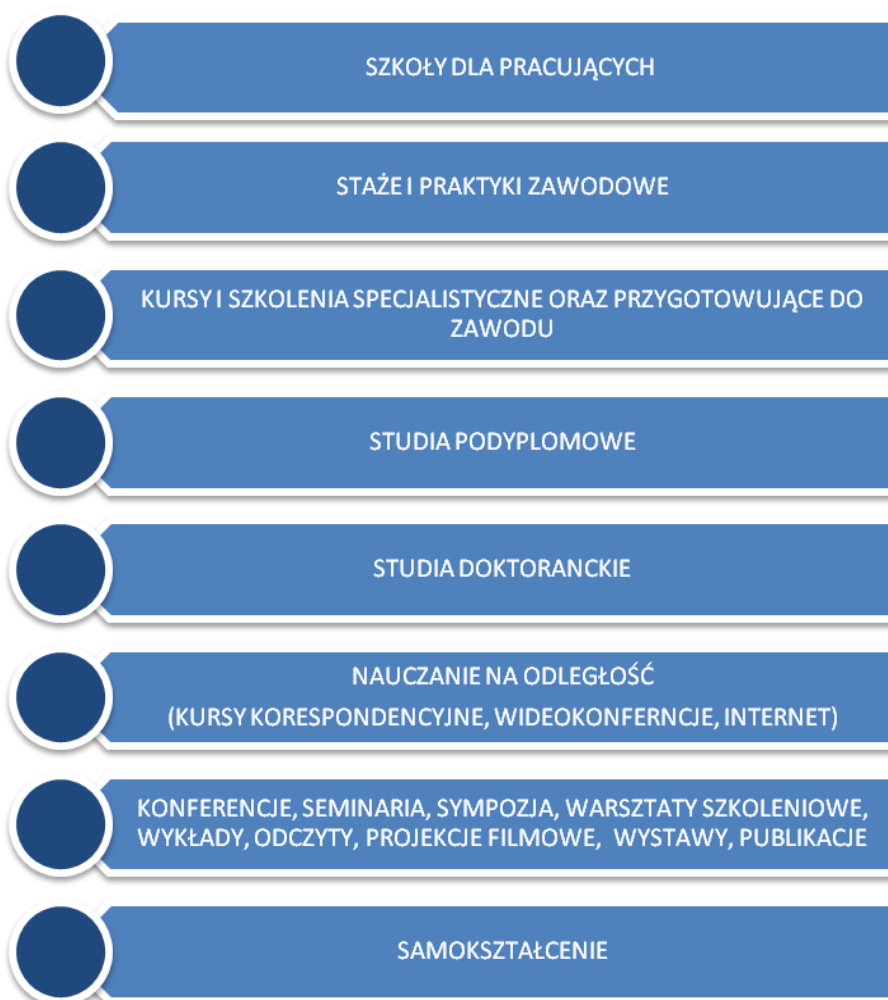 SZKOŁY DLA PRACUJĄCYCH
STAŻE I PRAKTYKI ZAWODOWE
KURSY I SZKOLENIA SPECJALISTYCZNE ORAZ PRZYGOTOWUJĄCE DO
ZAWODU
STUDIA PODYPLOMOWE
STUDIA DOKTORANCKIE
NAUCZANIE NA ODLEGŁOŚĆ
(KURSY KORESPONDENCYJNE, WIDEOKONFERNCJE, INTERNET)
KONFERENCJE, SEMINARIA, SYMPOZJA, WARSZTATY SZKOLENIOWE,
WYKŁADY, ODCZYTY, PROJEKCJE FILMOWE, WYSTAWY, PUBLIKACJE
SAMOKSZTAŁCENIE